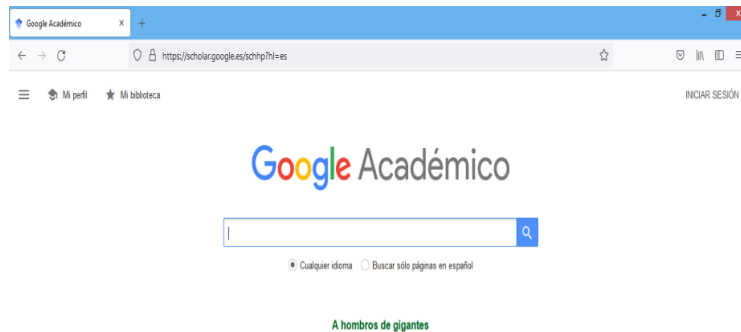 Google Académico
https://scholar.google.es/schhp?hl=es
Mi perfil Mi biblioteca INICIAR SESIÓN
Google Académico
Cualquier idioma Buscar sólo páginas en español
A hombros de gigantes